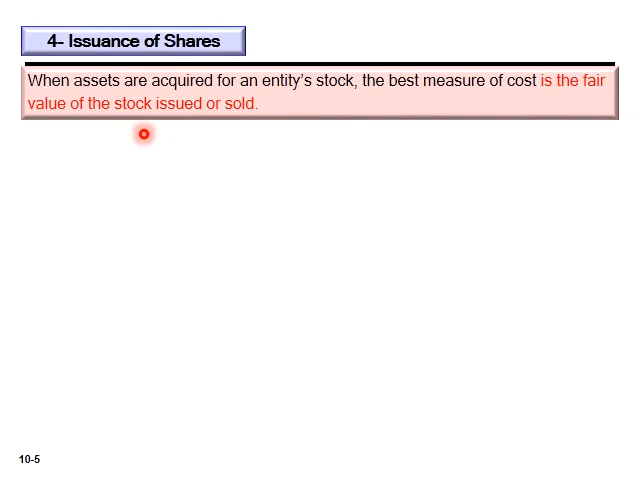 4- Issuance of Shares
When assets are acquired for an entity's stock, the best measure of cost is the fair
value of the stock issued or sold.
10-5